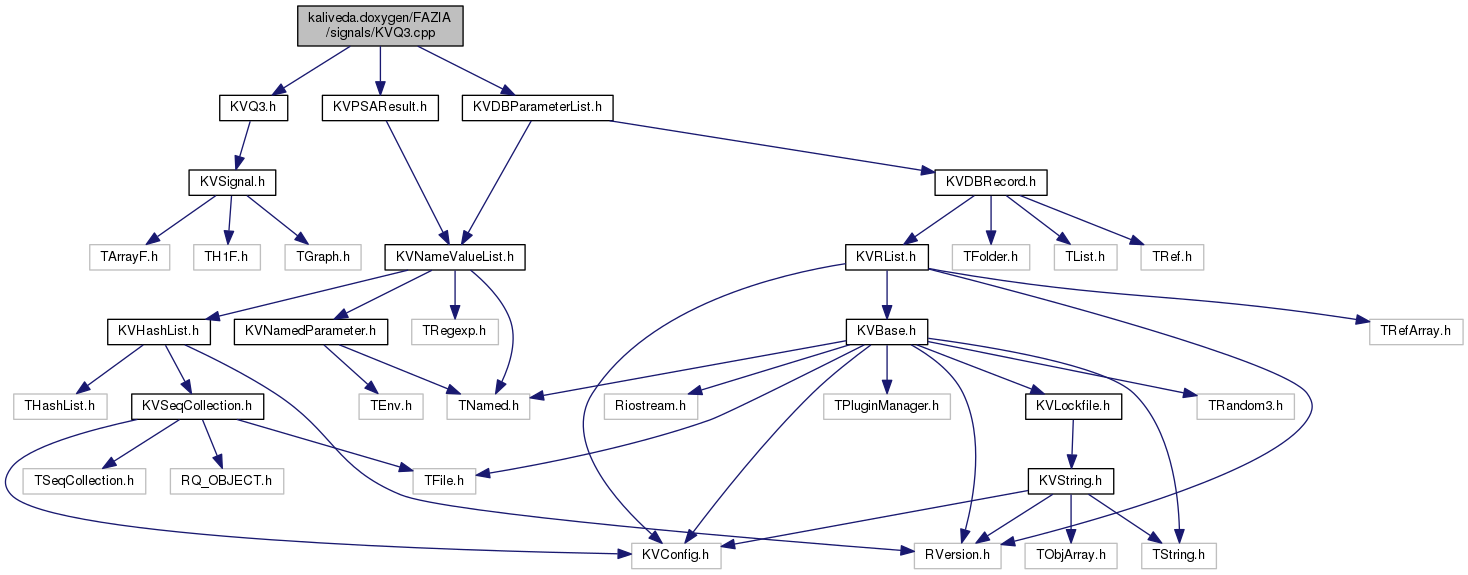 kaliveda.doxygen/FAZIA
/signals/KVQ3.cpp
KVQ3.h
KVPSAResult.h
KVDBParameterList.h
KVSignal.h
KVDBRecord.h
TArrayF.h
TH1F.h
TGraph.h
KVNameValueList.h
KVRList.h
TFolder.h
TList.h
TRef.h
KVHashList.h
KVNamedParameter.h
TRegexp.h
KVBase.h
TRefArray.h
THashList.h
KVSeqCollection.h
TEnv.h
TNamed.h
Riostream.h
TPluginManager.h
KVLockfile.h
TRandom3.h
TSeqCollection.h
RQ_OBJECT.h
TFile.h
KVString.h
KVConfig.h
RVersion.h
TObjArray.h
TString.h